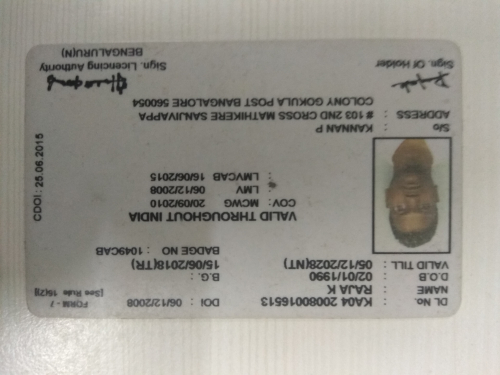 FORM - 7
[See Rule 16(2)]
DL No. : KA04 20080016513 DOI : 06/12/2008
NAME : RAJA K
D.O.B : 02/01/1990 B.G. :
VALID TILL : 05/12/2028(NT) 15/06/2018(TR)
BADGE NO : 1049CAB
VALID THROUGHOUT INDIA
COV: MCWG 20/09/2010
LMV 06/12/2008
LMVCAB 16/06/2015
CDOI: 25.06.2015
S/o : KANNAN P
ADDRESS : # 103 2ND CROSS MATHIKERE SANJIVAPPA
COLONY GOKULA POST BANGALORE 560054
Sign. Of Holder
Sign. Licencing Authority
BENGALURU(N)